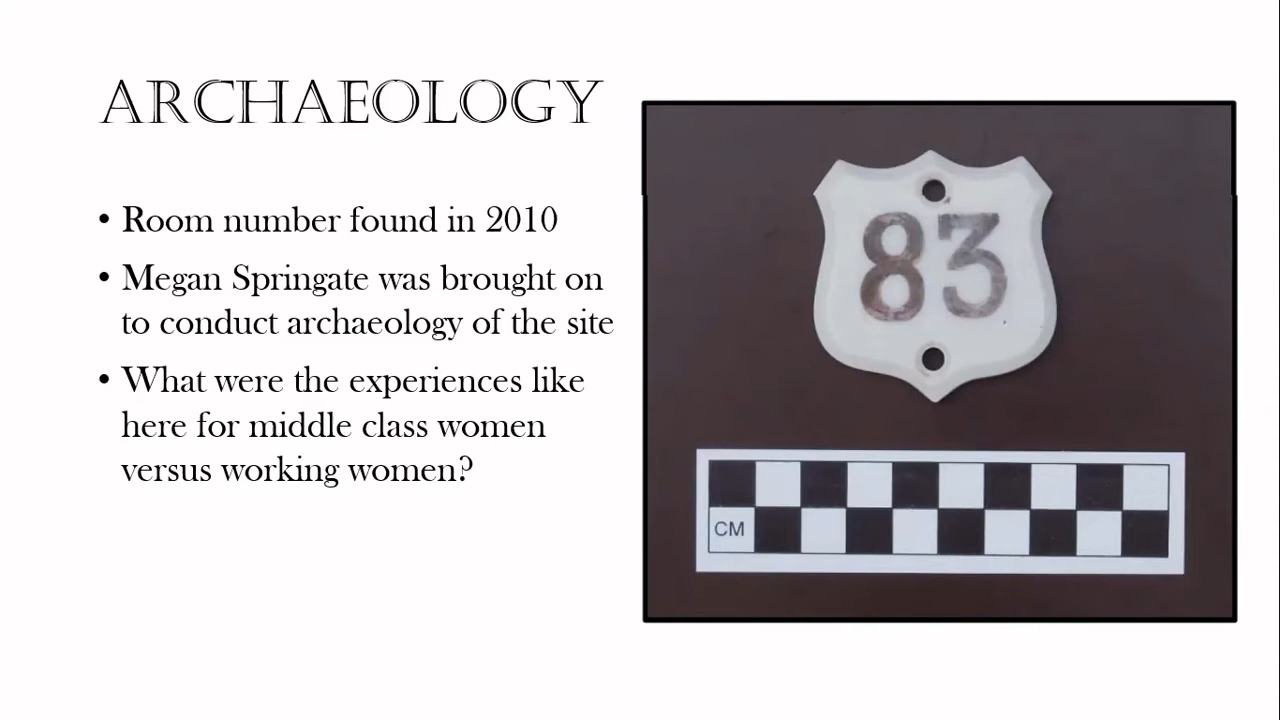 ARCHAEOLOGY
• Room number found in 2010
• Megan Springate was brought on
to conduct archaeology of the site
• What were the experiences like
here for middle class women
versus working women?
83
CM